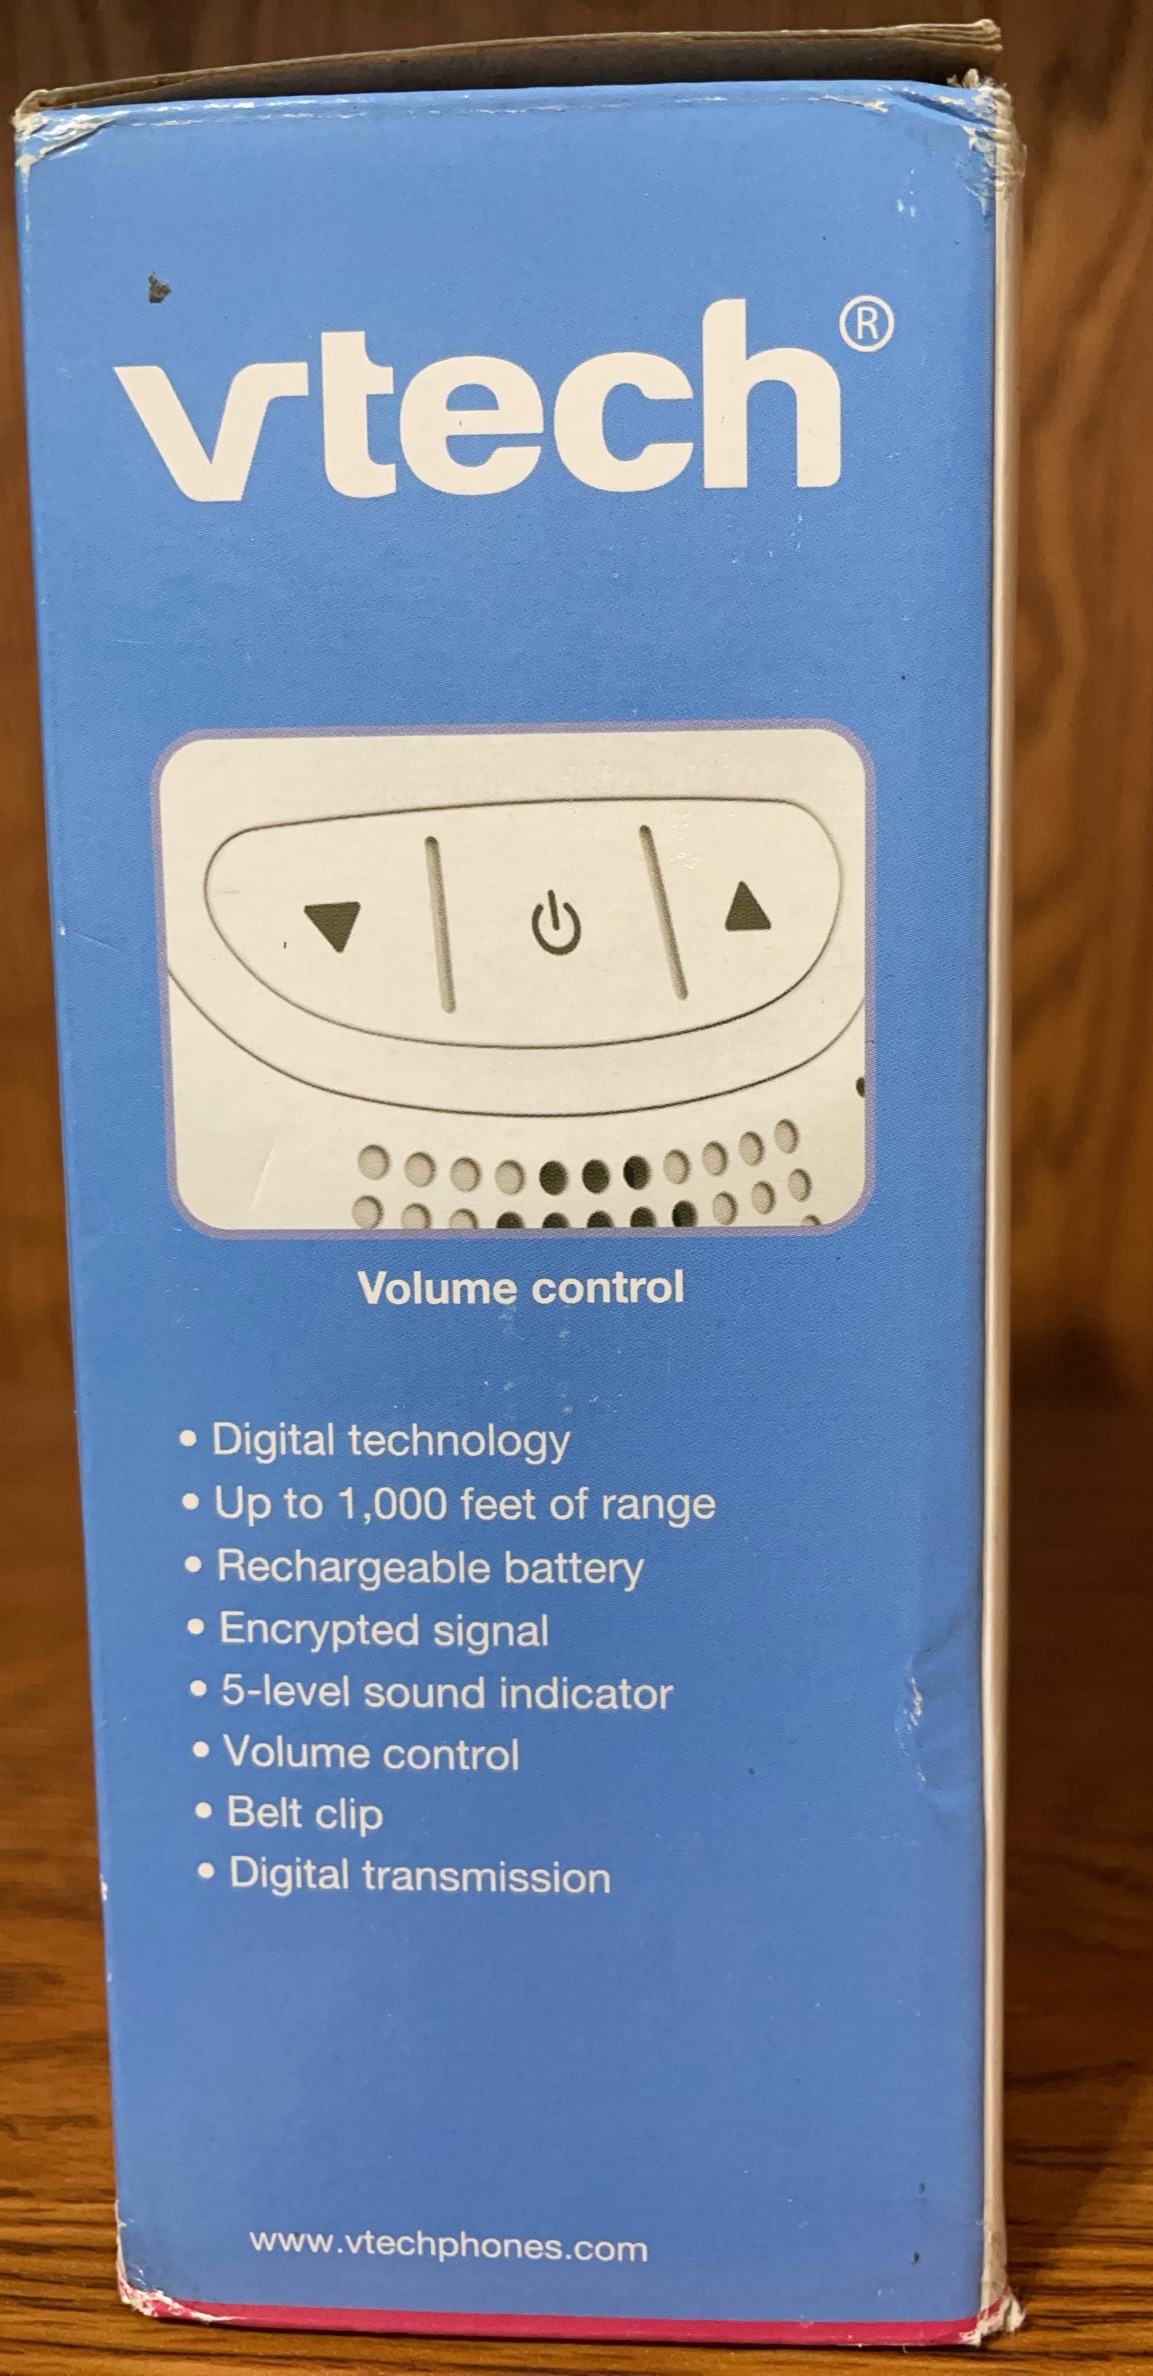 vtech®
Volume control
• Digital technology
• Up to 1,000 feet of range
• Rechargeable battery
• Encrypted signal
• 5-level sound indicator
• Volume control
• Belt clip
• Digital transmission
www.vtechphones.com